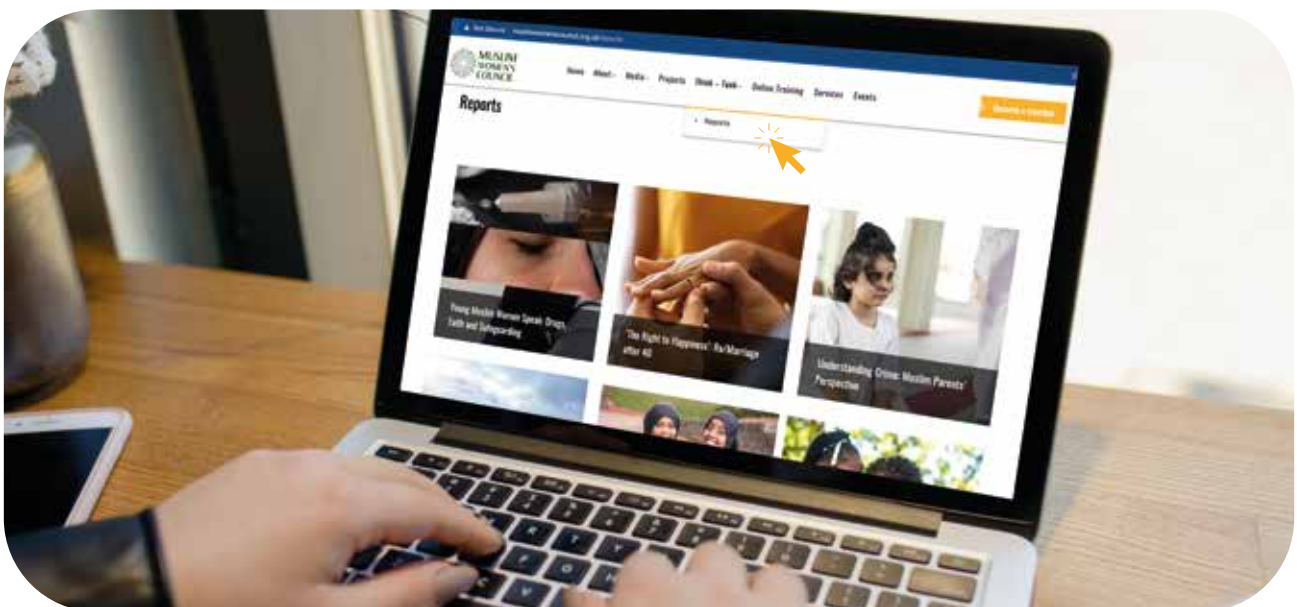 MUSLIM
WOMEN'S
COUNCIL
Home About Media Projects Think - Tank Online Training Services Events
Become a member
Reports
Reports
Young Muslim Women Speak: Drugs,
Faith and Safeguarding
'The Right to Happiness': Re/Marriage
after 40
Understanding Crime: Muslim Parents'
Perspective